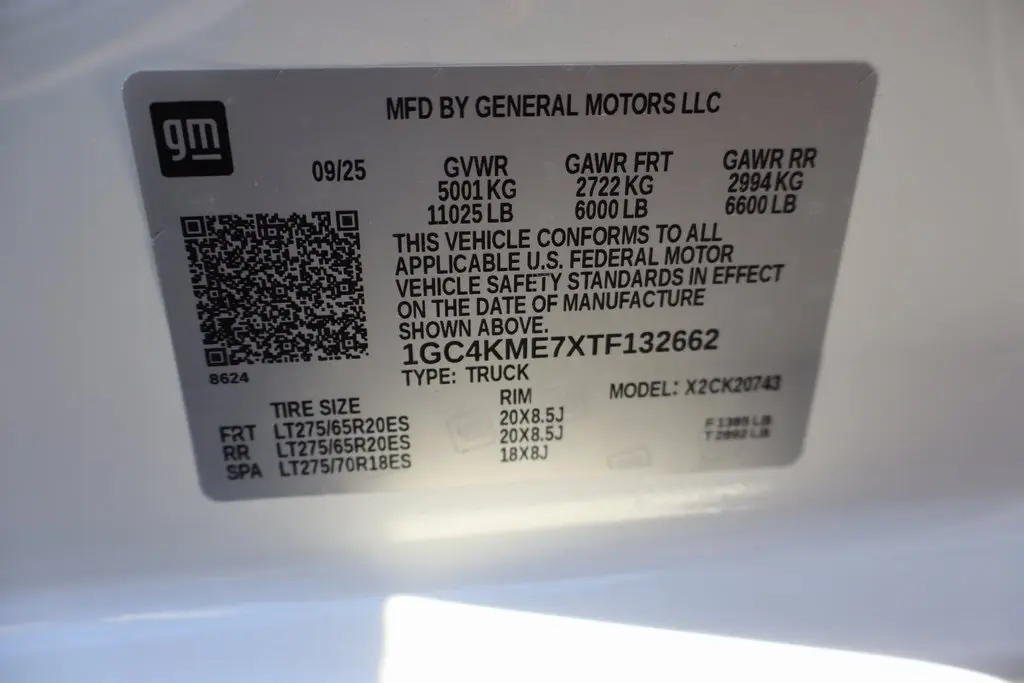 gm
MFD BY GENERAL MOTORS LLC
09/25
GVWR GAWR FRT GAWR RR
5001 KG 2722 KG 2994 KG
11025 LB 6000 LB 6600 LB
THIS VEHICLE CONFORMS TO ALL
APPLICABLE U.S. FEDERAL MOTOR
VEHICLE SAFETY STANDARDS IN EFFECT
ON THE DATE OF MANUFACTURE
SHOWN ABOVE.
1GC4KME7XTF132662
8624
TYPE: TRUCK
MODEL: X2CK20743
TIRE SIZE RIM
FRT LT275/65R20ES 20X8.5J
RR LT275/65R20ES 20X8.5J
SPA LT275/70R18ES 18X8J